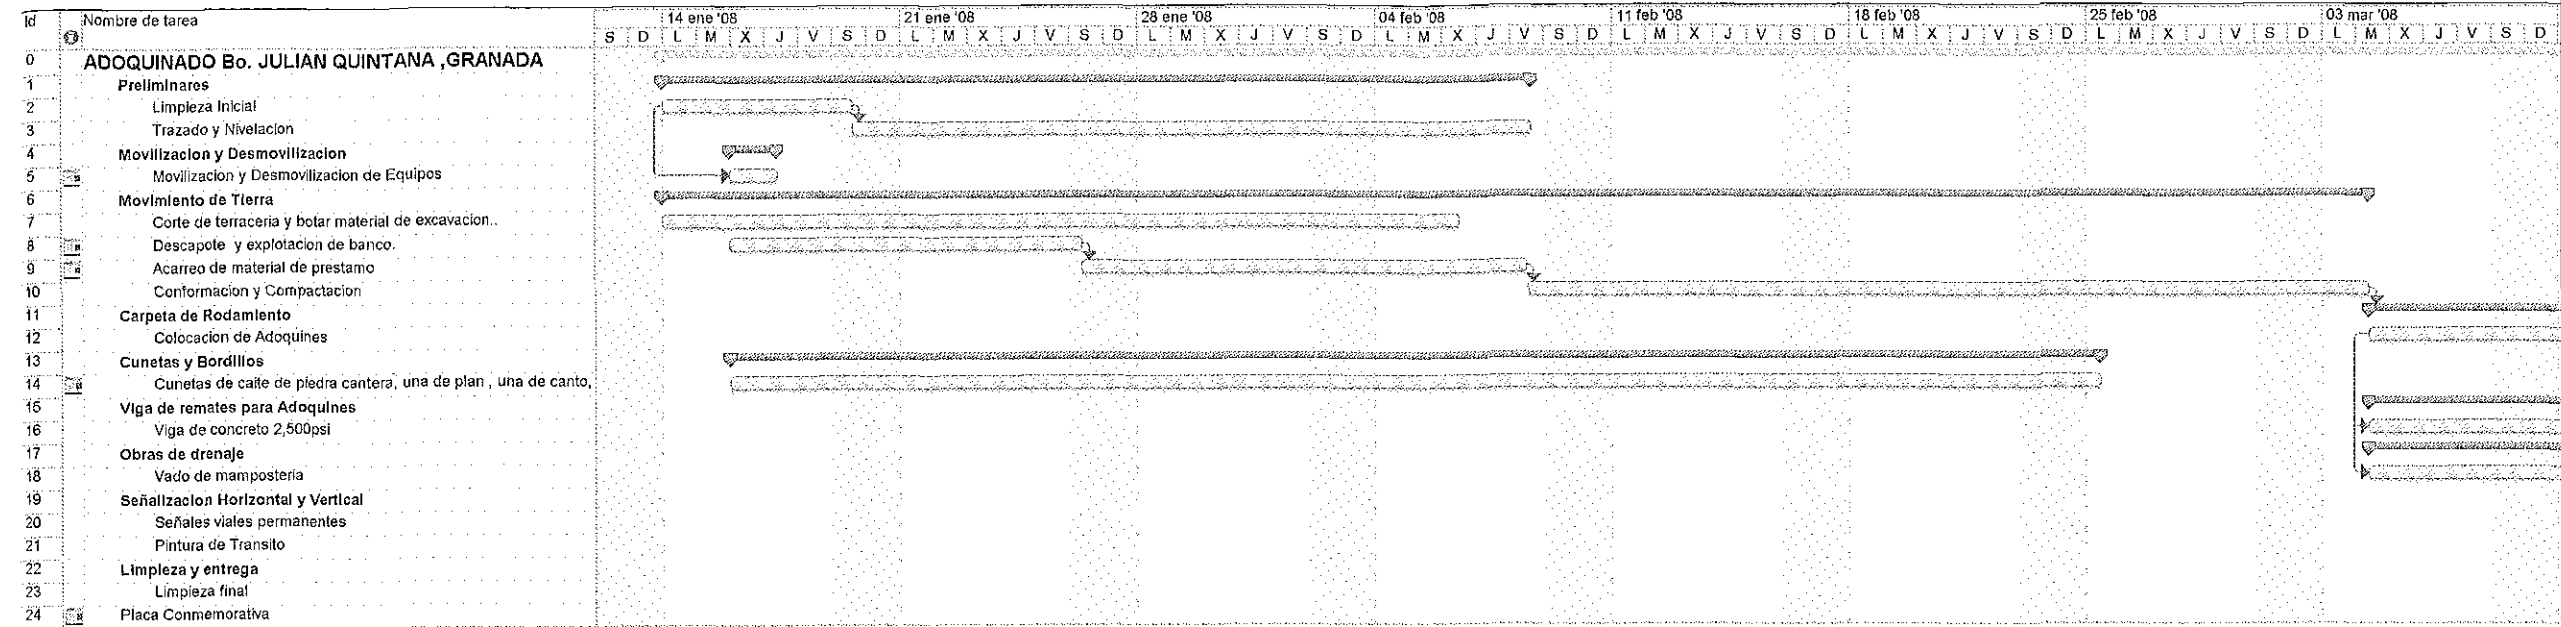 Id Nombre de tarea 14 ene '08 21 ene '08 28 ene '08 04 feb '08 11 feb '08 18 feb '08 25 feb '08 03 mar '08
S D L M X J V S D L M X J V S D L M X J V S D L M X J V S D L M X J V S D L M X J V S D L M X J V S D L M X J V S D
0 ADOQUINADO Bo. JULIAN QUINTANA ,GRANADA
1 Preliminares
2 Limpieza Inicial
3 Trazado y Nivelacion
4 Movilizacion y Desmovilizacion
5 Movilizacion y Desmovilizacion de Equipos
6 Movimiento de Tierra
7 Corte de terraceria y botar material de excavacion..
8 Descapote y explotacion de banco.
9 Acarreo de material de prestamo
10 Conformacion y Compactacion
11 Carpeta de Rodamiento
12 Colocacion de Adoquines
13 Cunetas y Bordillos
14 Cunetas de caite de piedra cantera, una de plan , una de canto,
15 Viga de remates para Adoquines
16 Viga de concreto 2,500psi
17 Obras de drenaje
18 Vado de mamposteria
19 Señalizacion Horizontal y Vertical
20 Señales viales permanentes
21 Pintura de Transito
22 Limpieza y entrega
23 Limpieza final
24 Placa Conmemorativa